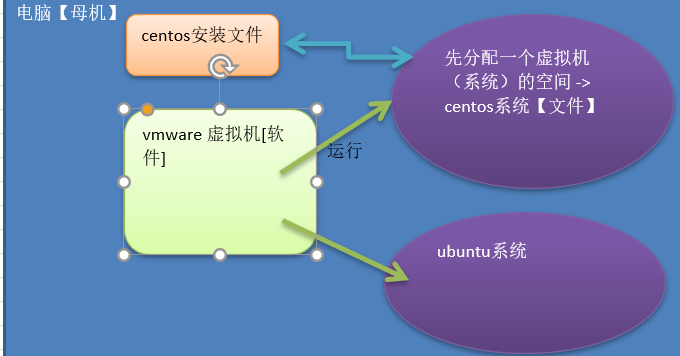 电脑【母机】
centos安装文件
先分配一个虚拟机
（系统）的空间 ->
centos系统【文件】
vmware 虚拟机[软
件]
运行
ubuntu系统